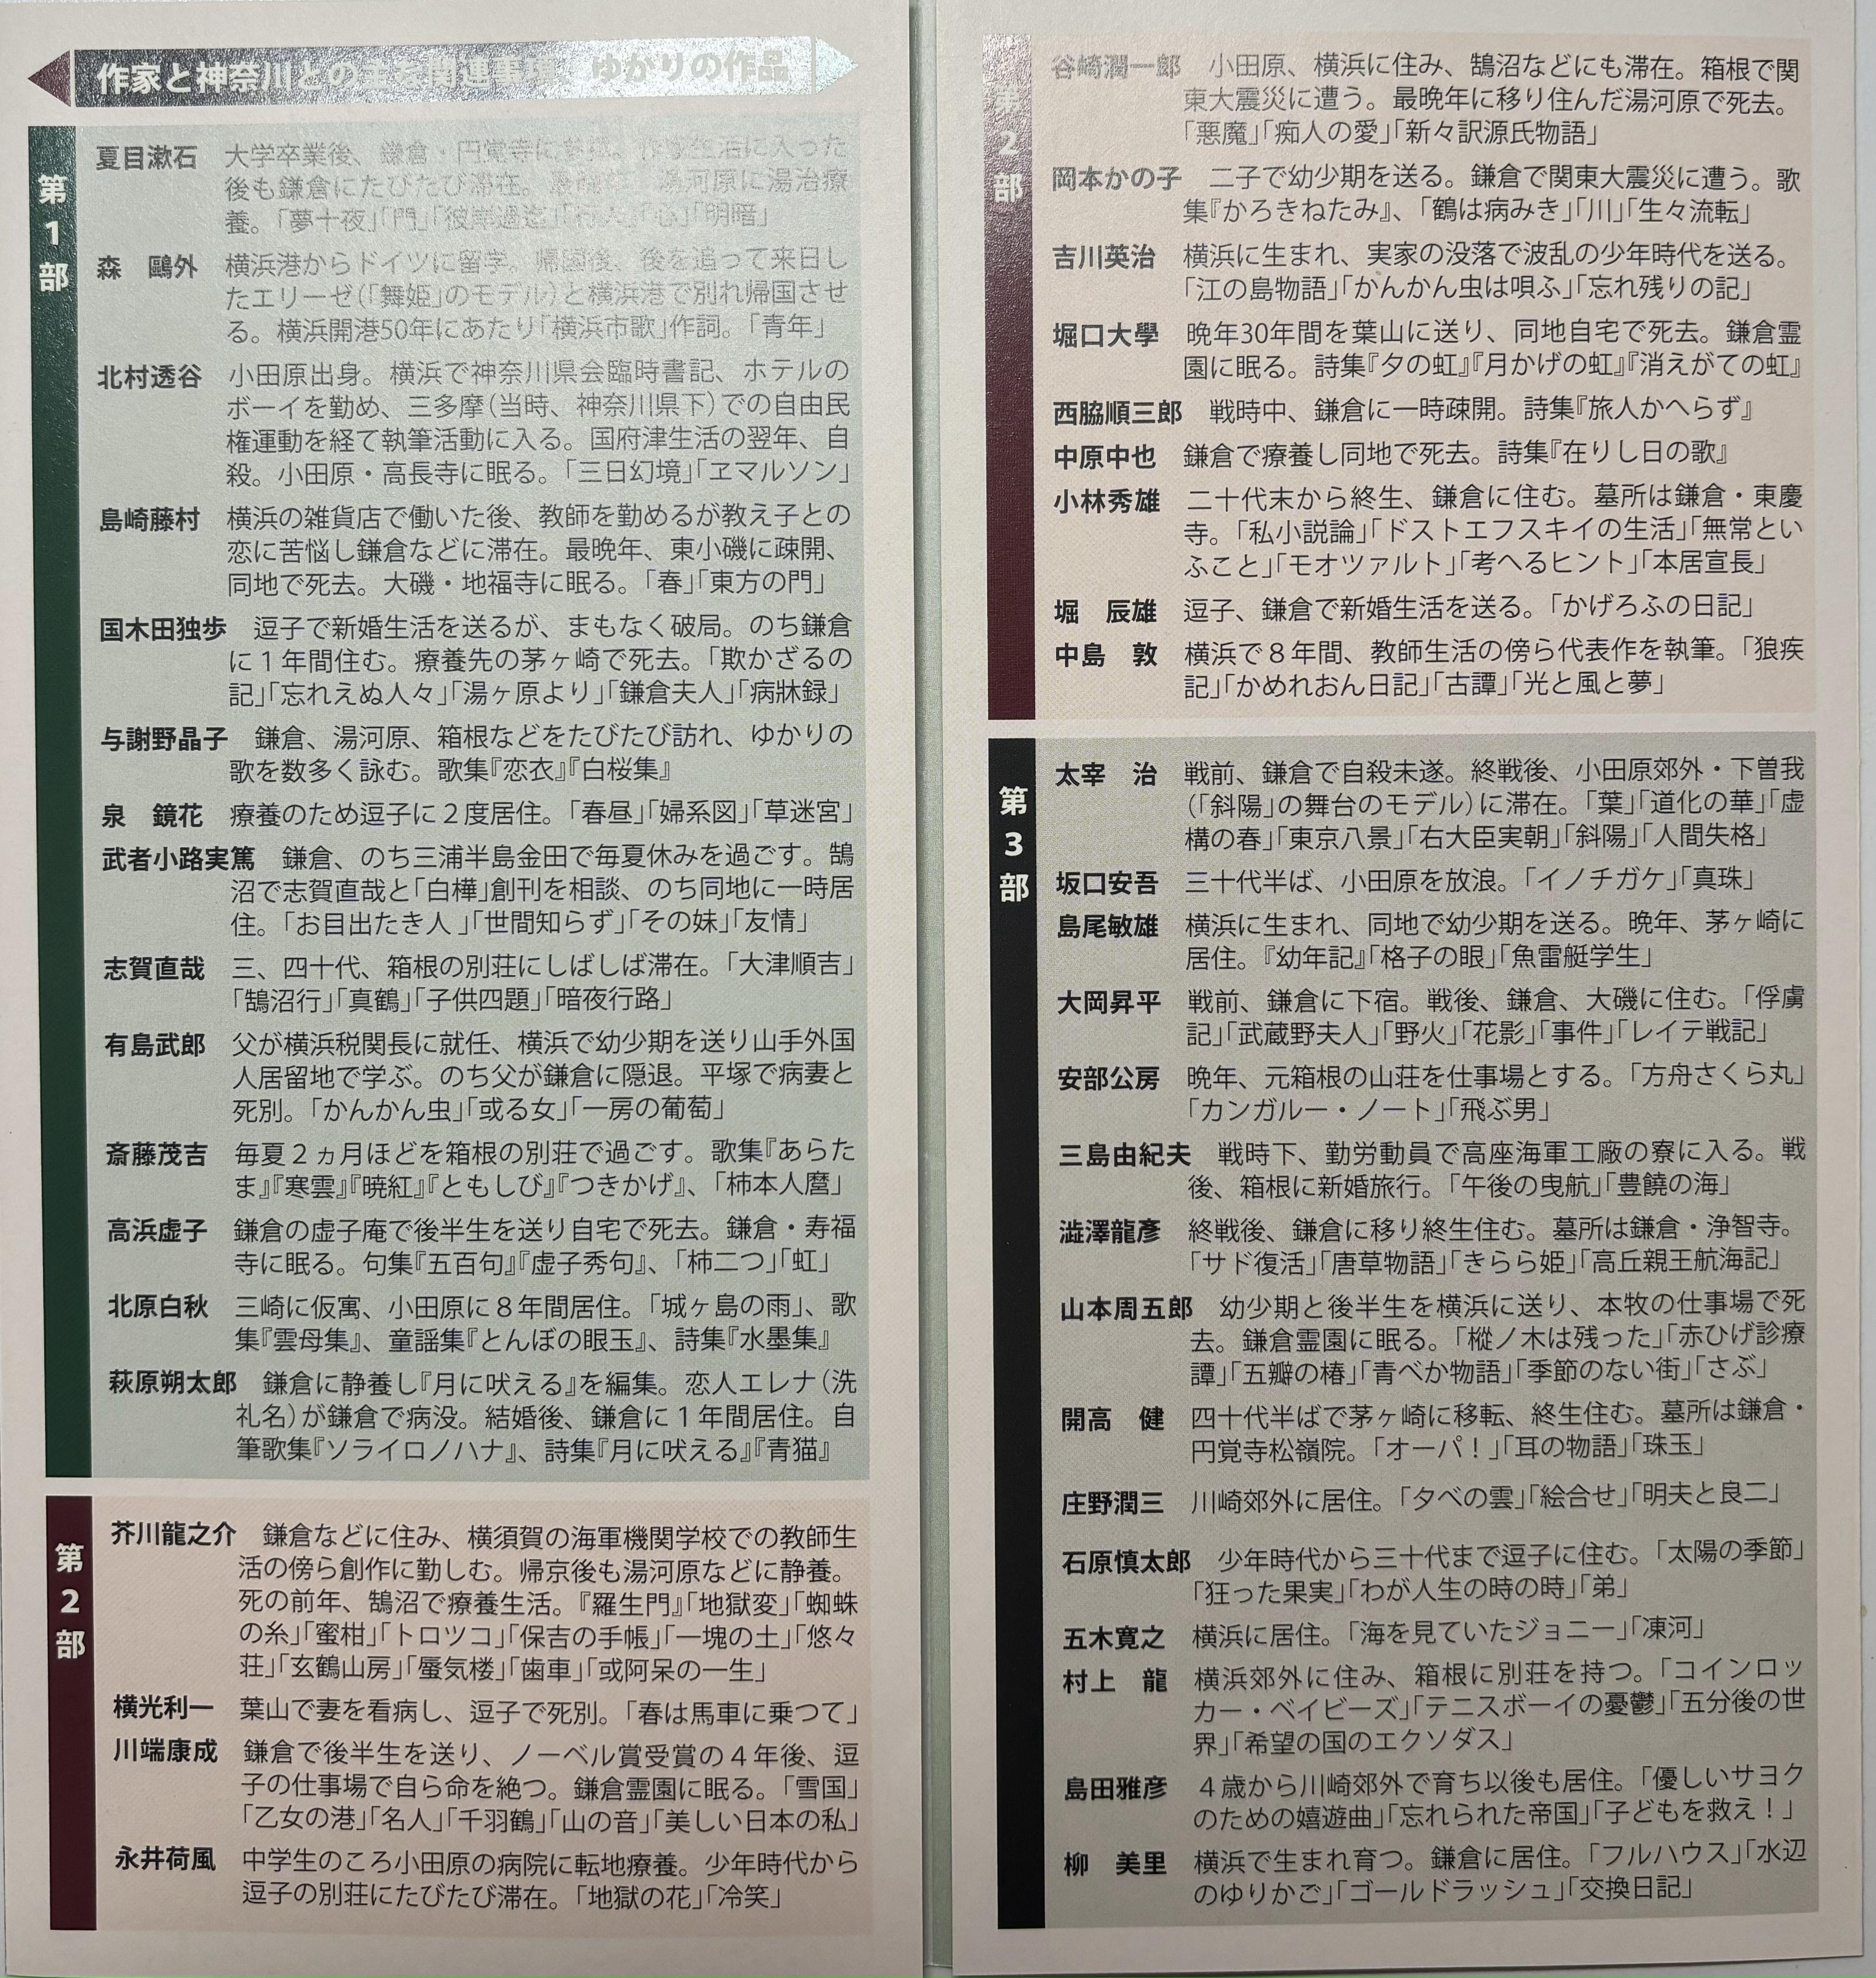 作家と神奈川との主な関連事項 ゆかりの作品
第1部
夏目漱石 大学卒業後、鎌倉・円覚寺に参禅。作家生活に入った
後も鎌倉にたびたび滞在。最晩年、湯河原に湯治療
養。「夢十夜」「門」「彼岸過迄」「行人」「心」「明暗」
森 鷗外 横浜港からドイツに留学。帰国後、後を追って来日し
たエリーゼ(「舞姫」のモデル)と横浜港で別れ帰国させ
る。横浜開港50年にあたり「横浜市歌」作詞。「青年」
北村透谷 小田原出身。横浜で神奈川県会臨時書記、ホテルの
ボーイを勤め、三多摩(当時、神奈川県下)での自由民
権運動を経て執筆活動に入る。国府津生活の翌年、自
殺。小田原・高長寺に眠る。「三日幻境」「ヱマルソン」
島崎藤村 横浜の雑貨店で働いた後、教師を勤めるが教え子との
恋に苦悩し鎌倉などに滞在。最晩年、東小磯に疎開、
同地で死去。大磯・地福寺に眠る。「春」「東方の門」
国木田独歩 逗子で新婚生活を送るが、まもなく破局。のち鎌倉
に1年間住む。療養先の茅ヶ崎で死去。「欺かざるの
記」「忘れえぬ人々」「湯ヶ原より」「鎌倉夫人」「病牀録」
与謝野晶子 鎌倉、湯河原、箱根などをたびたび訪れ、ゆかりの
歌を数多く詠む。歌集『恋衣』『白桜集』
泉 鏡花 療養のため逗子に2度居住。「春昼」「婦系図」「草迷宮」
武者小路実篤 鎌倉、のち三浦半島金田で毎夏休みを過ごす。鵠
沼で志賀直哉と「白樺」創刊を相談、のち同地に一時居
住。「お目出たき人」「世間知らず」「その妹」「友情」
志賀直哉 三、四十代、箱根の別荘にしばしば滞在。「大津順吉」
「鵠沼行」「真鶴」「子供四題」「暗夜行路」
有島武郎 父が横浜税関長に就任、横浜で幼少期を送り山手外国
人居留地で学ぶ。のち父が鎌倉に隠退。平塚で病妻と
死別。「かんかん虫」「或る女」「一房の葡萄」
斎藤茂吉 毎夏2ヵ月ほどを箱根の別荘で過ごす。歌集『あらた
ま』『寒雲』『暁紅』『ともしび』『つきかげ』、「柿本人麿」
高浜虚子 鎌倉の虚子庵で後半生を送り自宅で死去。鎌倉・寿福
寺に眠る。句集『五百句』『虚子秀句』、「柿二つ」「虹」
北原白秋 三崎に仮寓、小田原に8年間居住。「城ヶ島の雨」、歌
集『雲母集』、童謡集『とんぼの眼玉』、詩集『水墨集』
萩原朔太郎 鎌倉に静養し『月に吠える』を編集。恋人エレナ(洗
礼名)が鎌倉で病没。結婚後、鎌倉に1年間居住。自
筆歌集『ソライロノハナ』、詩集『月に吠える』『青猫』
第2部
芥川龍之介 鎌倉などに住み、横須賀の海軍機関学校での教師生
活の傍ら創作に勤しむ。帰京後も湯河原などに静養。
死の前年、鵠沼で療養生活。『羅生門』「地獄変」「蜘蛛
の糸」「蜜柑」「トロツコ」「保吉の手帳」「一塊の土」「悠々
荘」「玄鶴山房」「蜃気楼」「歯車」「或阿呆の一生」
横光利一 葉山で妻を看病し、逗子で死別。「春は馬車に乗つて」
川端康成 鎌倉で後半生を送り、ノーベル賞受賞の4年後、逗
子の仕事場で自ら命を絶つ。鎌倉霊園に眠る。「雪国」
「乙女の港」「名人」「千羽鶴」「山の音」「美しい日本の私」
永井荷風 中学生のころ小田原の病院に転地療養。少年時代から
逗子の別荘にたびたび滞在。「地獄の花」「冷笑」
第2部
谷崎潤一郎 小田原、横浜に住み、鵠沼などにも滞在。箱根で関
東大震災に遭う。最晩年に移り住んだ湯河原で死去。
「悪魔」「痴人の愛」「新々訳源氏物語」
岡本かの子 二子で幼少期を送る。鎌倉で関東大震災に遭う。歌
集『かろきねたみ』、「鶴は病みき」「川」「生々流転」
吉川英治 横浜に生まれ、実家の没落で波乱の少年時代を送る。
「江の島物語」「かんかん虫は唄ふ」「忘れ残りの記」
堀口大學 晩年30年間を葉山に送り、同地自宅で死去。鎌倉霊
園に眠る。詩集『夕の虹』『月かげの虹』『消えがての虹』
西脇順三郎 戦時中、鎌倉に一時疎開。詩集『旅人かへらず』
中原中也 鎌倉で療養し同地で死去。詩集『在りし日の歌』
小林秀雄 二十代末から終生、鎌倉に住む。墓所は鎌倉・東慶
寺。「私小説論」「ドストエフスキイの生活」「無常とい
ふこと」「モオツァルト」「考へるヒント」「本居宣長」
堀 辰雄 逗子、鎌倉で新婚生活を送る。「かげろふの日記」
中島 敦 横浜で8年間、教師生活の傍ら代表作を執筆。「狼疾
記」「かめれおん日記」「古譚」「光と風と夢」
第3部
太宰 治 戦前、鎌倉で自殺未遂。終戦後、小田原郊外・下曽我
(「斜陽」の舞台のモデル)に滞在。「葉」「道化の華」「虚
構の春」「東京八景」「右大臣実朝」「斜陽」「人間失格」
坂口安吾 三十代半ば、小田原を放浪。「イノチガケ」「真珠」
島尾敏雄 横浜に生まれ、同地で幼少期を送る。晩年、茅ヶ崎に
居住。『幼年記』「格子の眼」「魚雷艇学生」
大岡昇平 戦前、鎌倉に下宿。戦後、鎌倉、大磯に住む。「俘虜
記」「武蔵野夫人」「野火」「花影」「事件」「レイテ戦記」
安部公房 晩年、元箱根の山荘を仕事場とする。「方舟さくら丸」
「カンガルー・ノート」「飛ぶ男」
三島由紀夫 戦時下、勤労動員で高座海軍工廠の寮に入る。戦
後、箱根に新婚旅行。「午後の曳航」「豊饒の海」
澁澤龍彥 終戦後、鎌倉に移り終生住む。墓所は鎌倉・浄智寺。
「サド復活」「唐草物語」「きらら姫」「高丘親王航海記」
山本周五郎 幼少期と後半生を横浜に送り、本牧の仕事場で死
去。鎌倉霊園に眠る。「樅ノ木は残った」「赤ひげ診療
譚」「五瓣の椿」「青べか物語」「季節のない街」「さぶ」
開高 健 四十代半ばで茅ヶ崎に移転、終生住む。墓所は鎌倉・
円覚寺松嶺院。「オーパ!」「耳の物語」「珠玉」
庄野潤三 川崎郊外に居住。「夕べの雲」「絵合せ」「明夫と良二」
石原慎太郎 少年時代から三十代まで逗子に住む。「太陽の季節」
「狂った果実」「わが人生の時の時」「弟」
五木寛之 横浜に居住。「海を見ていたジョニー」「凍河」
村上 龍 横浜郊外に住み、箱根に別荘を持つ。「コインロッ
カー・ベイビーズ」「テニスボーイの憂鬱」「五分後の世
界」「希望の国のエクソダス」
島田雅彦 4歳から川崎郊外で育ち以後も居住。「優しいサヨク
のための嬉遊曲」「忘れられた帝国」「子どもを救え!」
柳 美里 横浜で生まれ育つ。鎌倉に居住。「フルハウス」「水辺
のゆりかご」「ゴールドラッシュ」「交換日記」